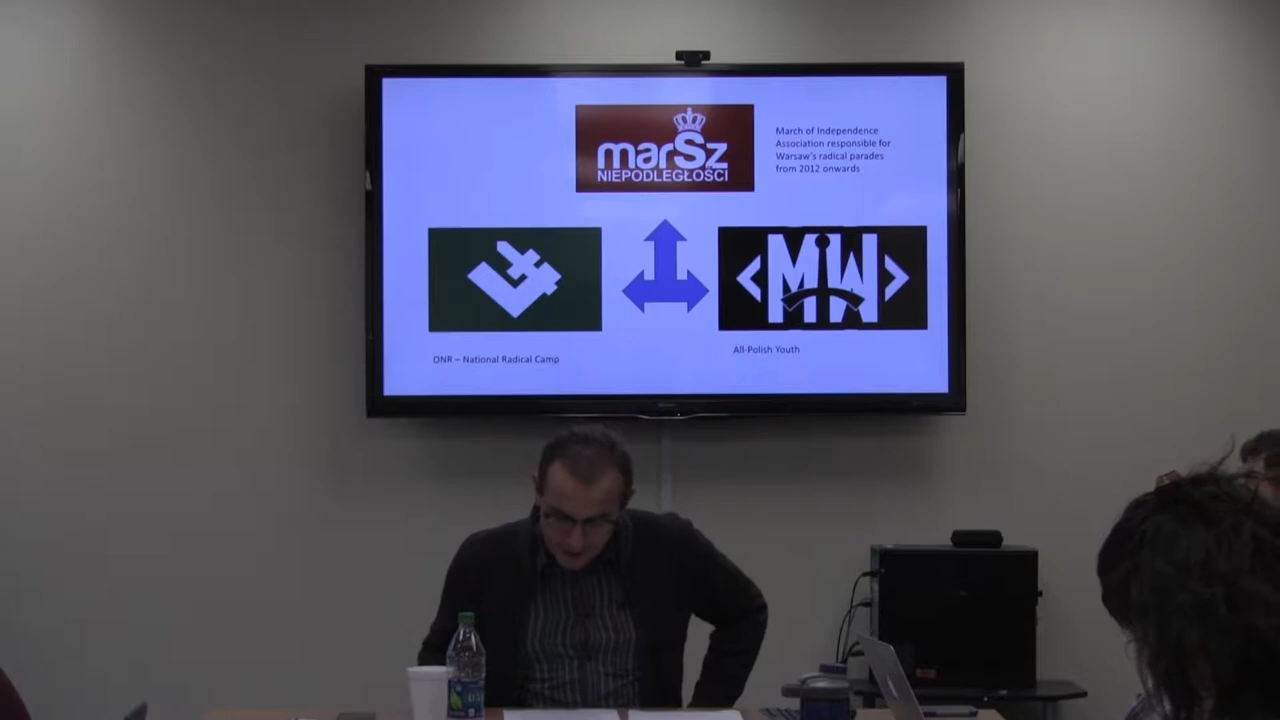 marSz
NIEPODLEGŁOŚCI
March of Independence
Association responsible for
Warsaw's radical parades
from 2012 onwards
MW
ONR – National Radical Camp
All-Polish Youth